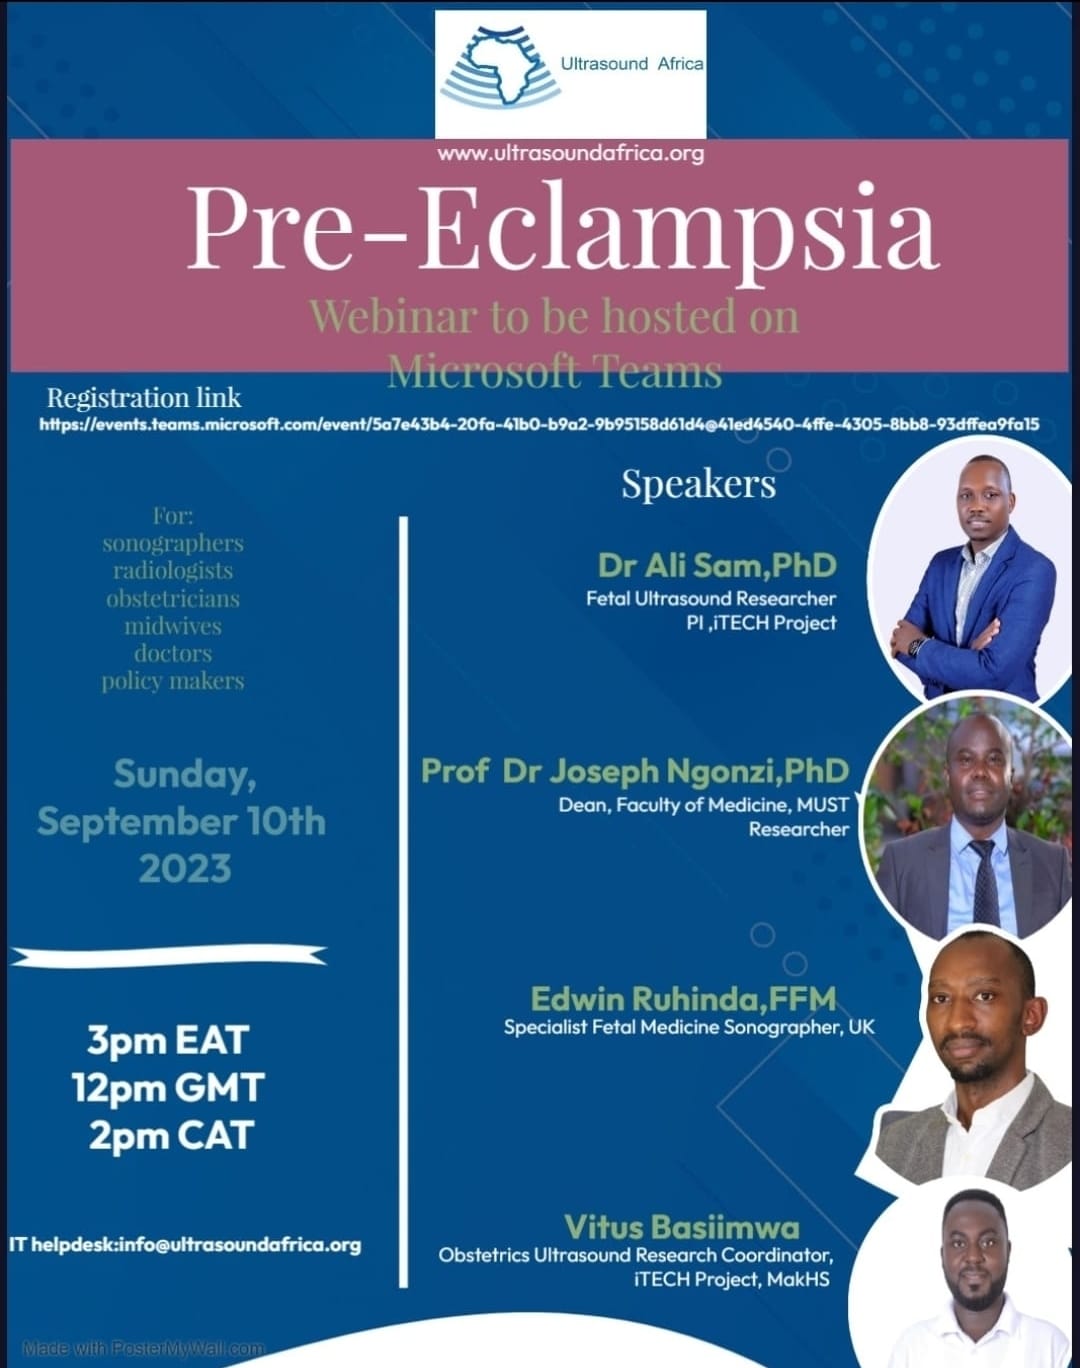 Ultrasound Africa
www.ultrasoundafrica.org
Pre-Eclampsia
Webinar to be hosted on
Microsoft Teams
Registration link
https://events.teams.microsoft.com/event/5a7e43b4-20fa-41b0-b9a2-9b95158d61d4@41ed4540-4ffe-4305-8bb8-93dffea9fa15
For:
sonographers
radiologists
obstetricians
midwives
doctors
policy makers
Sunday,
September 10th
2023
3pm EAT
12pm GMT
2pm CAT
IT helpdesk:info@ultrasoundafrica.org
Speakers
Dr Ali Sam,PhD
Fetal Ultrasound Researcher
PI ,iTECH Project
Prof Dr Joseph Ngonzi,PhD
Dean, Faculty of Medicine, MUST
Researcher
Edwin Ruhinda,FFM
Specialist Fetal Medicine Sonographer, UK
Vitus Basiimwa
Obstetrics Ultrasound Research Coordinator,
iTECH Project, MakHS
Made with PosterMyWall.com